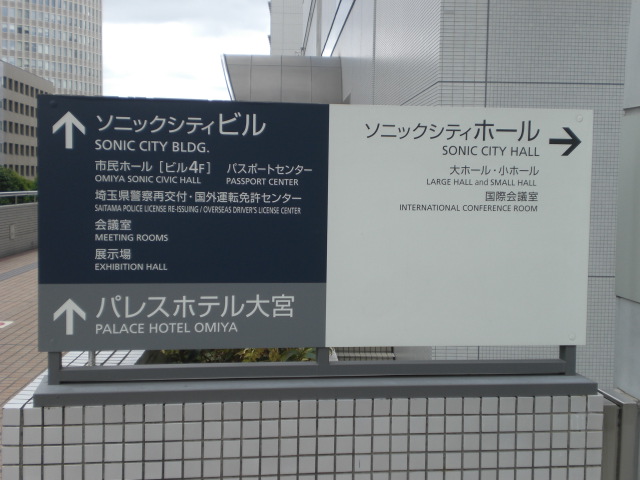 ソニックシティビル
SONIC CITY BLDG.
市民ホール［ビル4F］ パスポートセンター
OMIYA SONIC CIVIC HALL PASSPORT CENTER
埼玉県警察再交付・国外運転免許センター
SAITAMA POLICE LICENSE RE-ISSUING / OVERSEAS DRIVER'S LICENSE CENTER
会議室
MEETING ROOMS
展示場
EXHIBITION HALL
パレスホテル大宮
PALACE HOTEL OMIYA
ソニックシティホール
SONIC CITY HALL
大ホール・小ホール
LARGE HALL and SMALL HALL
国際会議室
INTERNATIONAL CONFERENCE ROOM